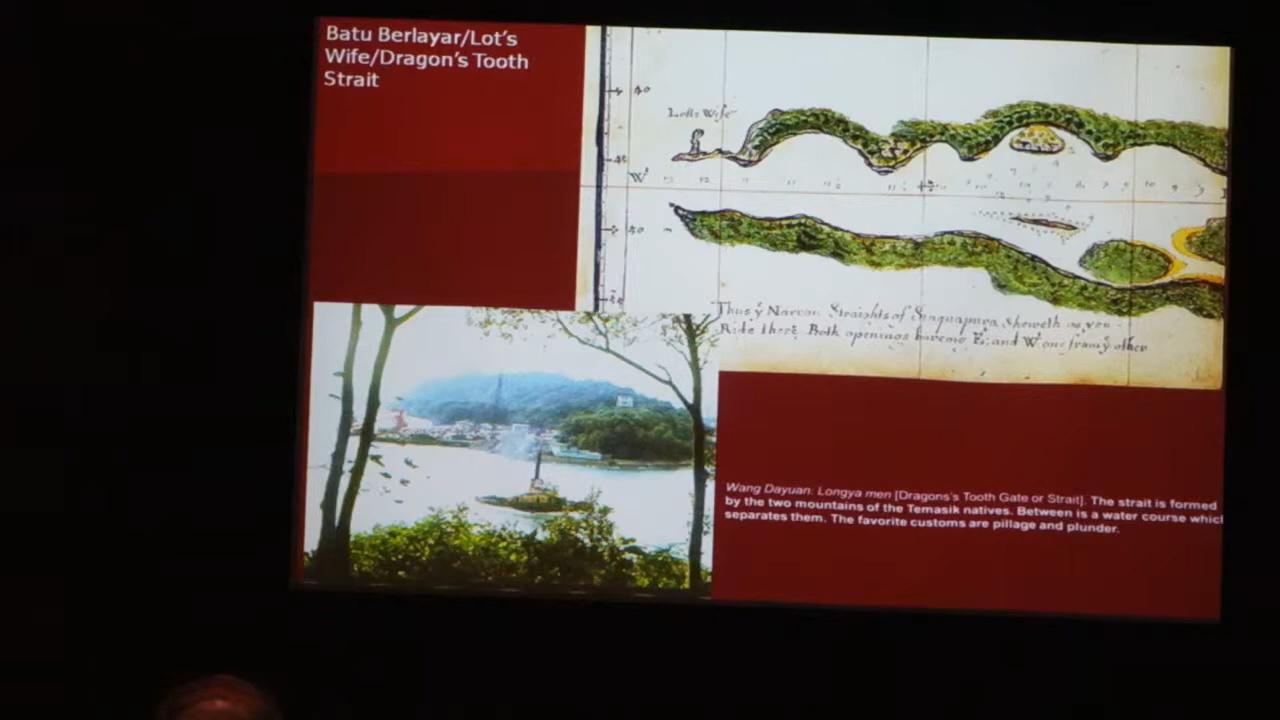 Batu Berlayar/Lot's
Wife/Dragon's Tooth
Strait
Lotts Wife
Thus ẙ Narrow Straights of Sinquapura Sheweth as you
Ride there Both openings E; and W one from ẙ other
Wang Dayuan: Longya men [Dragons's Tooth Gate or Strait]. The strait is formed
by the two mountains of the Temasik natives. Between is a water course which
separates them. The favorite customs are pillage and plunder.